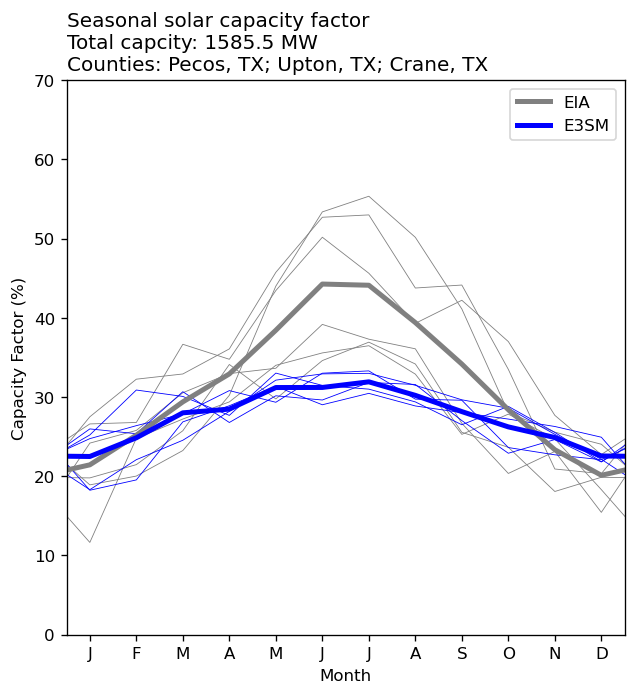 Seasonal solar capacity factor
Total capcity: 1585.5 MW
Counties: Pecos, TX; Upton, TX; Crane, TX
70
60
50
40
30
20
10
0
Capacity Factor (%)
EIA
E3SM
J F M A M J J A S O N D
Month